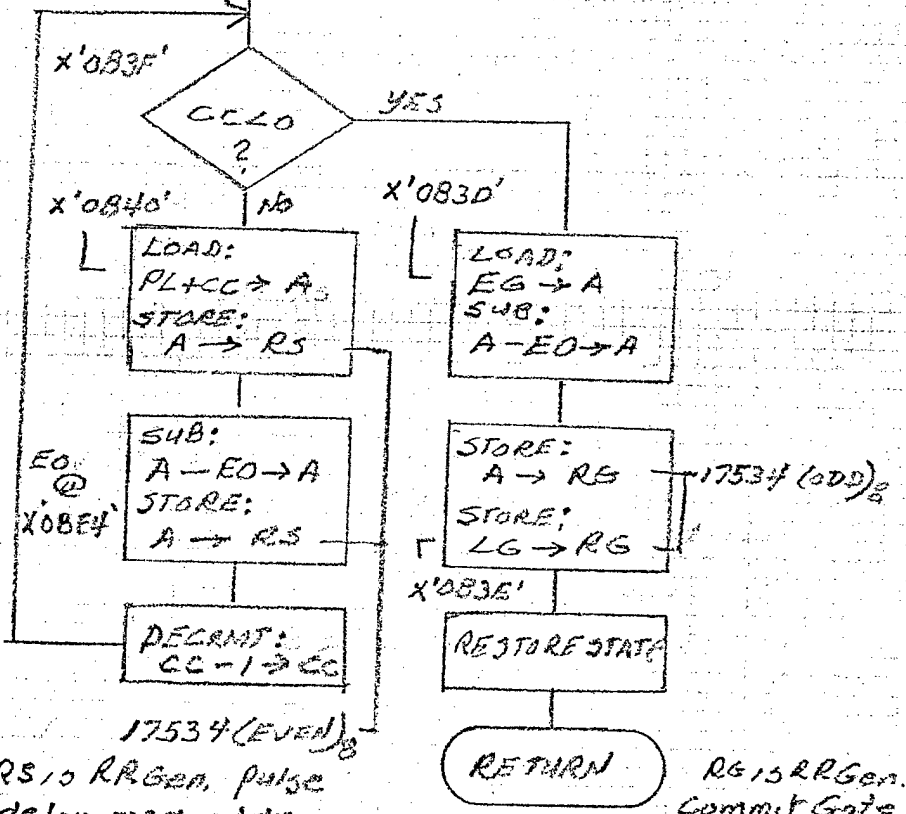 X'083F'
CC<0
?
YES
X'0840'
NO
X'083D'
LOAD:
PL+CC→A
STORE:
A → RS
LOAD:
EG → A
SUB:
A-EO→A
SUB:
A-EO→A
STORE:
A → RS
EO
@
X'08E4'
STORE:
A → RG
STORE:
LG → RG
17534 (ODD)8
X'083E'
DECRMT:
CC-1→CC
RESTORE STATE
17534 (EVEN)8
RETURN
RS is RRGen. pulse
RG is RRGen.
Commit Gate